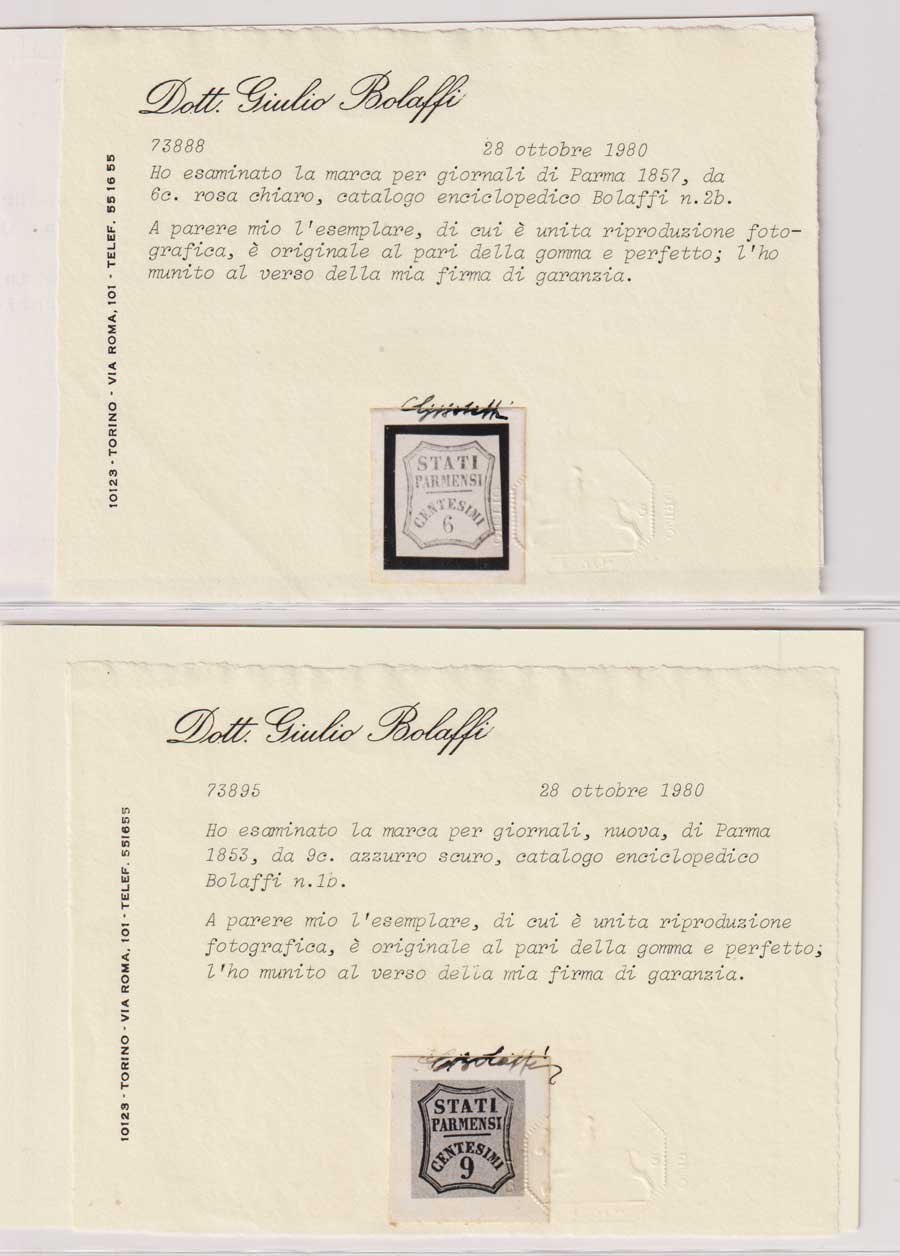 Dott. Giulio Bolaffi
73888 28 ottobre 1980
Ho esaminato la marca per giornali di Parma 1857, da
6c. rosa chiaro, catalogo enciclopedico Bolaffi n.2b.
A parere mio l'esemplare, di cui è unita riproduzione foto-
grafica, è originale al pari della gomma e perfetto; l'ho
munito al verso della mia firma di garanzia.
10123 - TORINO - VIA ROMA, 101 - TELEF. 55 16 55
STATI
PARMENSI
CENTESIMI
6
Dott. Giulio Bolaffi
73895 28 ottobre 1980
Ho esaminato la marca per giornali, nuova, di Parma
1853, da 9c. azzurro scuro, catalogo enciclopedico
Bolaffi n.1b.
A parere mio l'esemplare, di cui è unita riproduzione
fotografica, è originale al pari della gomma e perfetto;
l'ho munito al verso della mia firma di garanzia.
10123 - TORINO - VIA ROMA, 101 - TELEF. 551655
STATI
PARMENSI
CENTESIMI
9